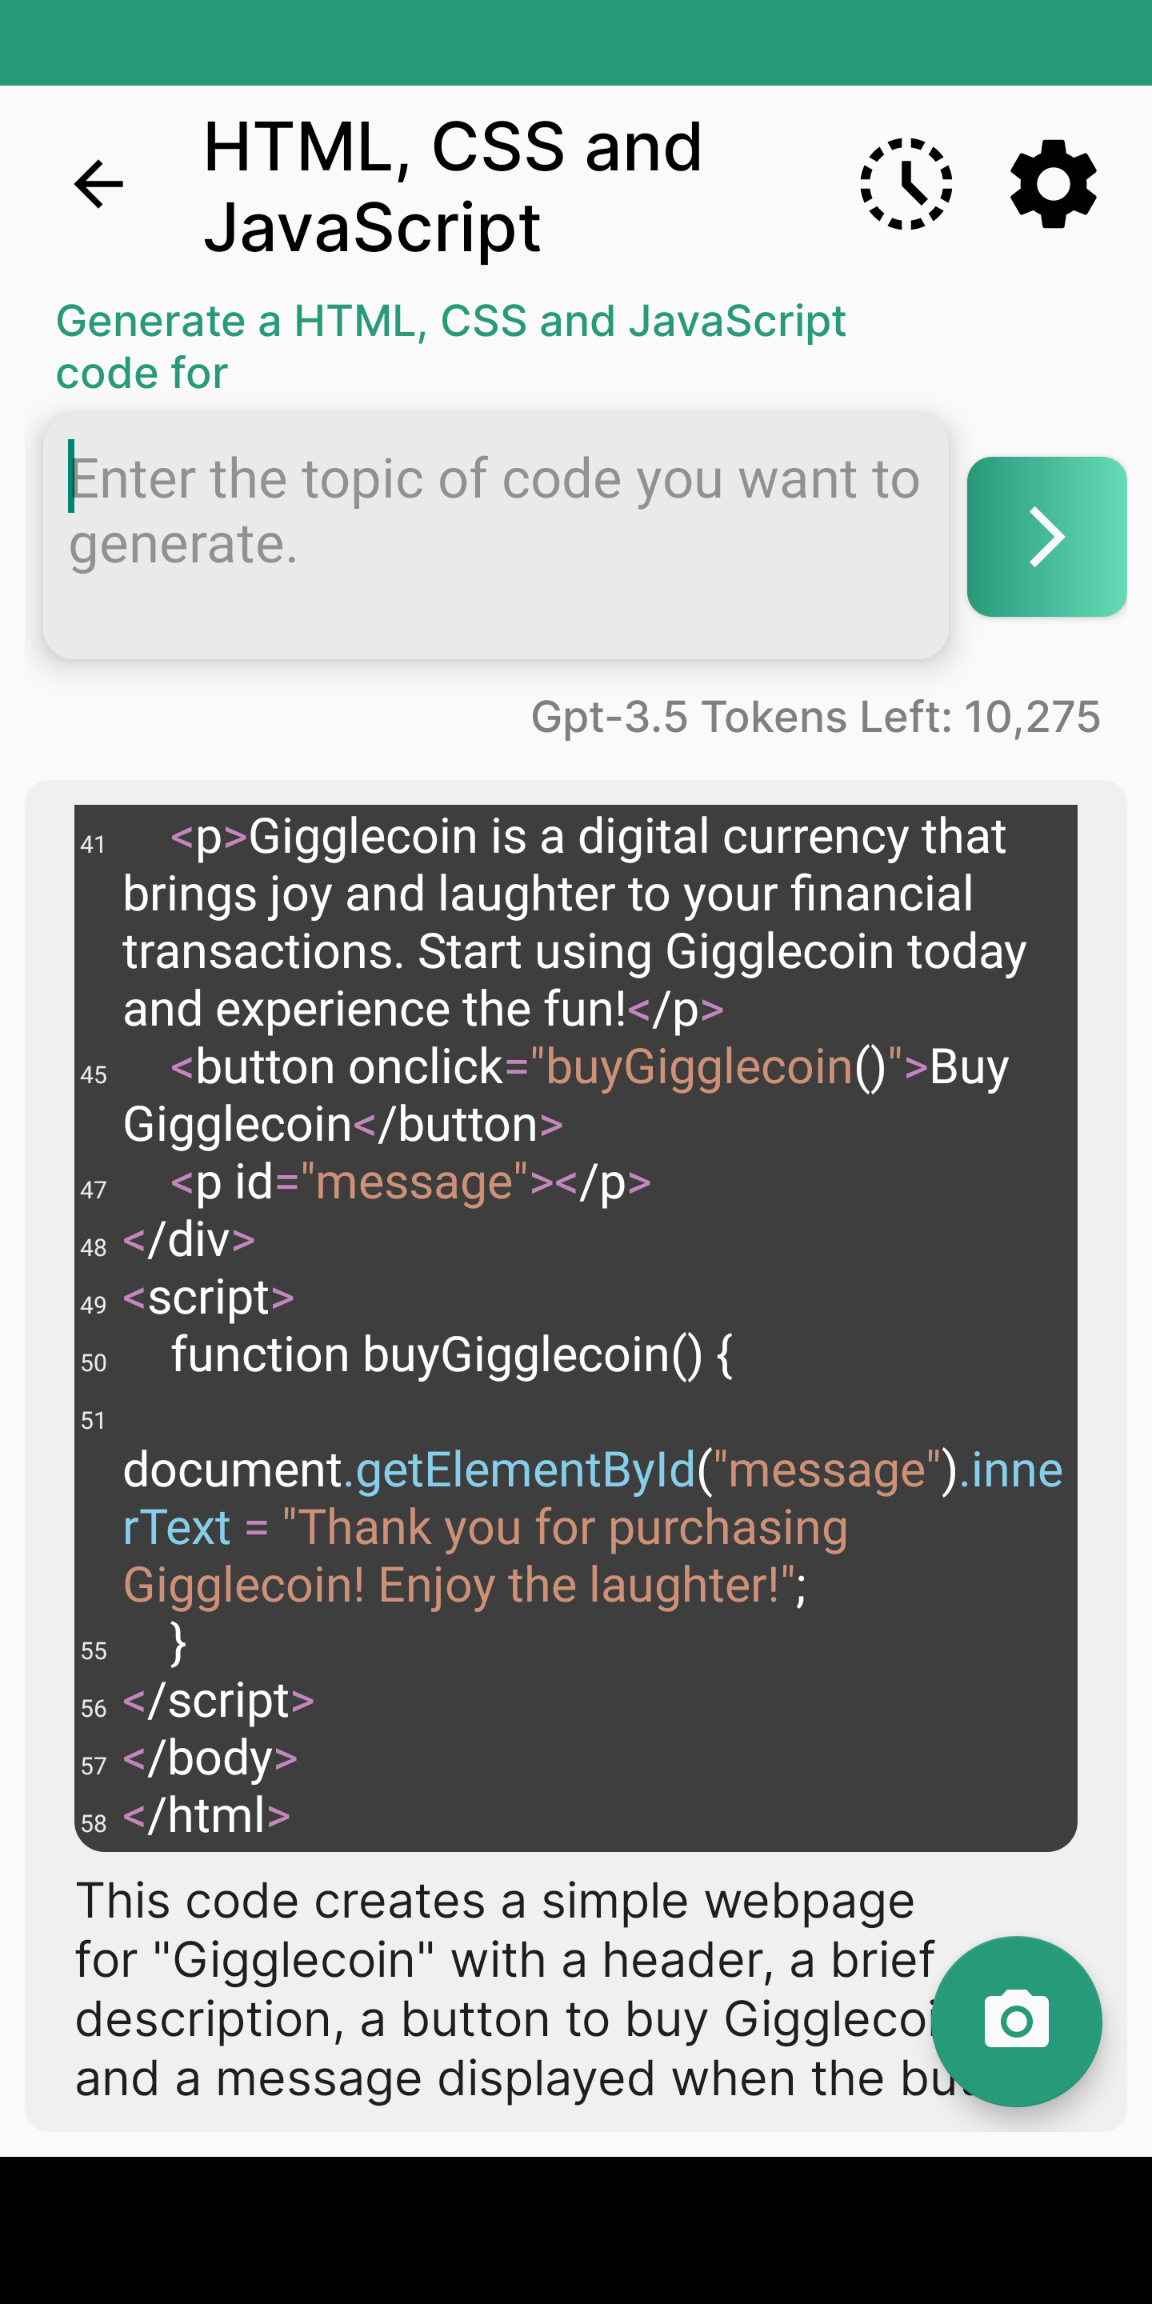 HTML, CSS and
JavaScript
Generate a HTML, CSS and JavaScript
code for
Enter the topic of code you want to
generate.
Gpt-3.5 Tokens Left: 10,275
41 <p>Gigglecoin is a digital currency that
brings joy and laughter to your financial
transactions. Start using Gigglecoin today
and experience the fun!</p>
45 <button onclick="buyGigglecoin()">Buy
Gigglecoin</button>
47 <p id="message"></p>
48 </div>
49 <script>
50 function buyGigglecoin() {
51
document.getElementById("message").inne
rText = "Thank you for purchasing
Gigglecoin! Enjoy the laughter!";
55 }
56 </script>
57 </body>
58 </html>
This code creates a simple webpage
for "Gigglecoin" with a header, a brief
description, a button to buy
and a message displayed when the